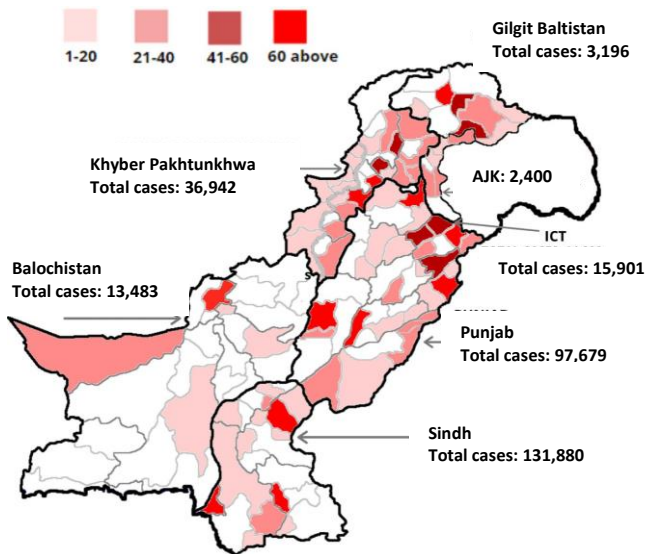 1-20 21-40 41-60 60 above
Gilgit Baltistan
Total cases: 3,196
Khyber Pakhtunkhwa
Total cases: 36,942
AJK: 2,400
ICT
Total cases: 15,901
Balochistan
Total cases: 13,483
Punjab
Total cases: 97,679
Sindh
Total cases: 131,880